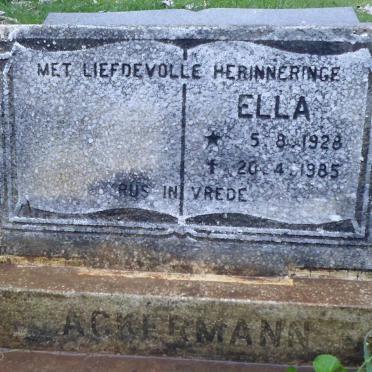 MET LIEFDEVOLLE HERINNERINGE
ELLA
* 5.8.1928
† 20.4.1985
RUS IN VREDE
ACKERMANN